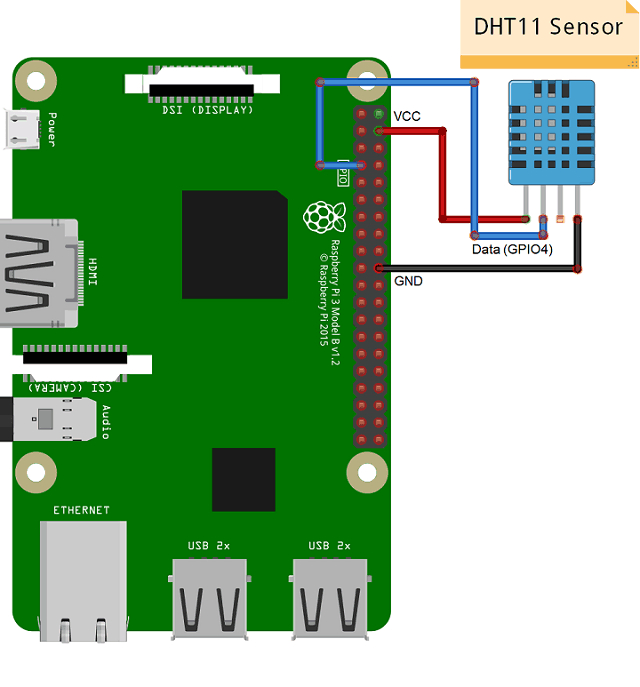 DHT11 Sensor
DSI (DISPLAY)
Power
VCC
GPIO
HDMI
Raspberry Pi 3 Model B v1.2
© Raspberry Pi 2015
Data (GPIO4)
GND
CSI (CAMERA)
Audio
ETHERNET
USB 2x
USB 2x